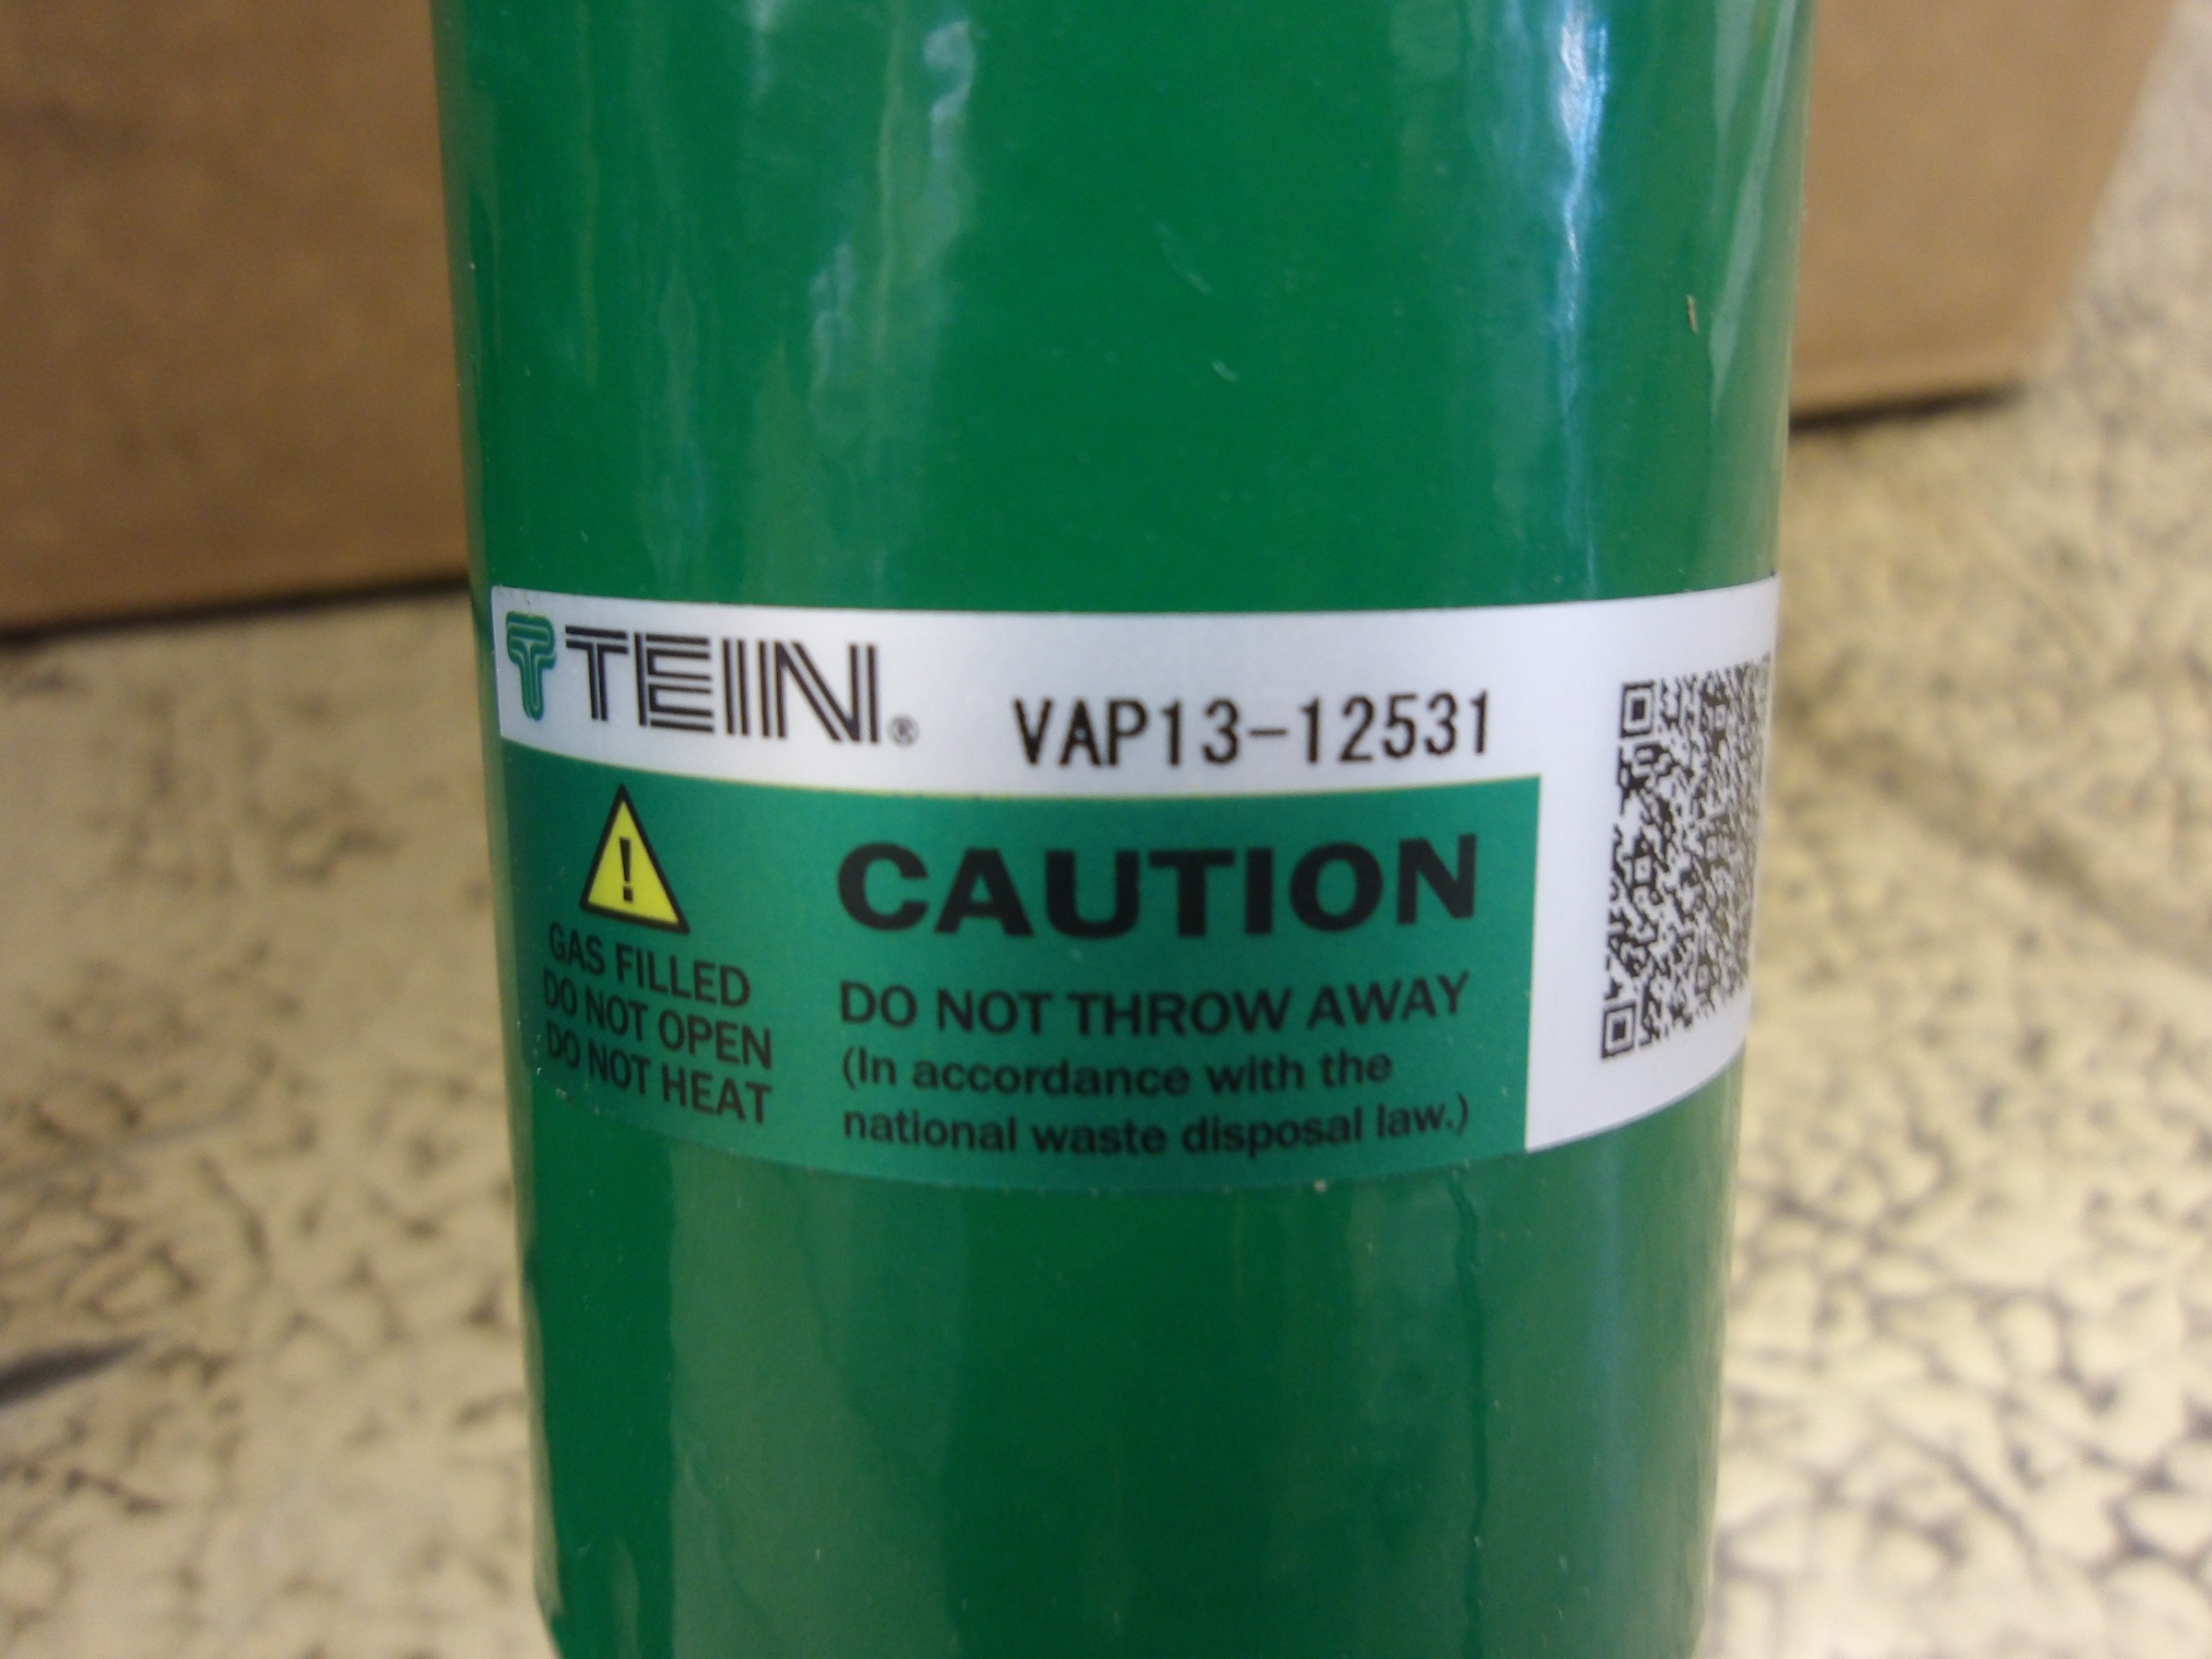 TEIN® VAP13-12531
!
GAS FILLED
DO NOT OPEN
DO NOT HEAT
CAUTION
DO NOT THROW AWAY
(In accordance with the
national waste disposal law.)